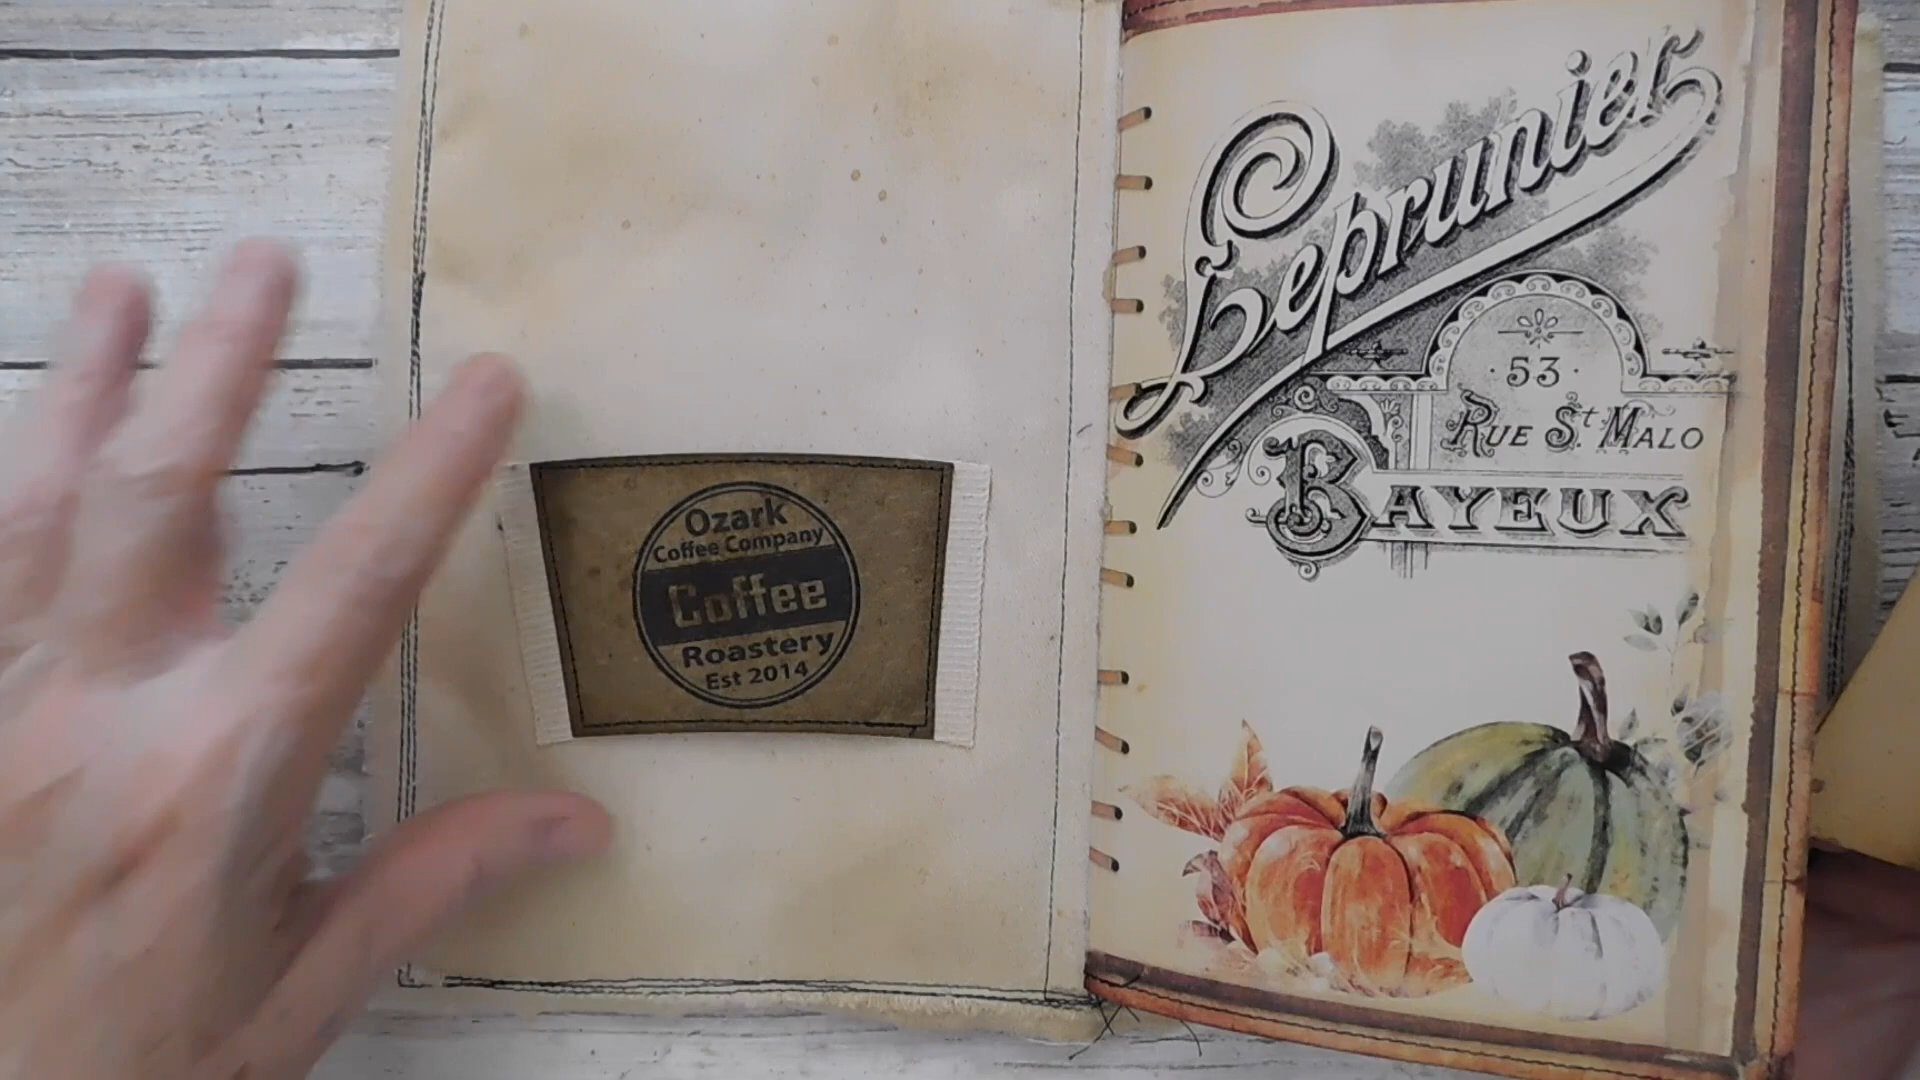 Ozark
Coffee Company
Coffee
Roastery
Est 2014
Leprunier
· 53 ·
RUE St MALO
BAYEUX